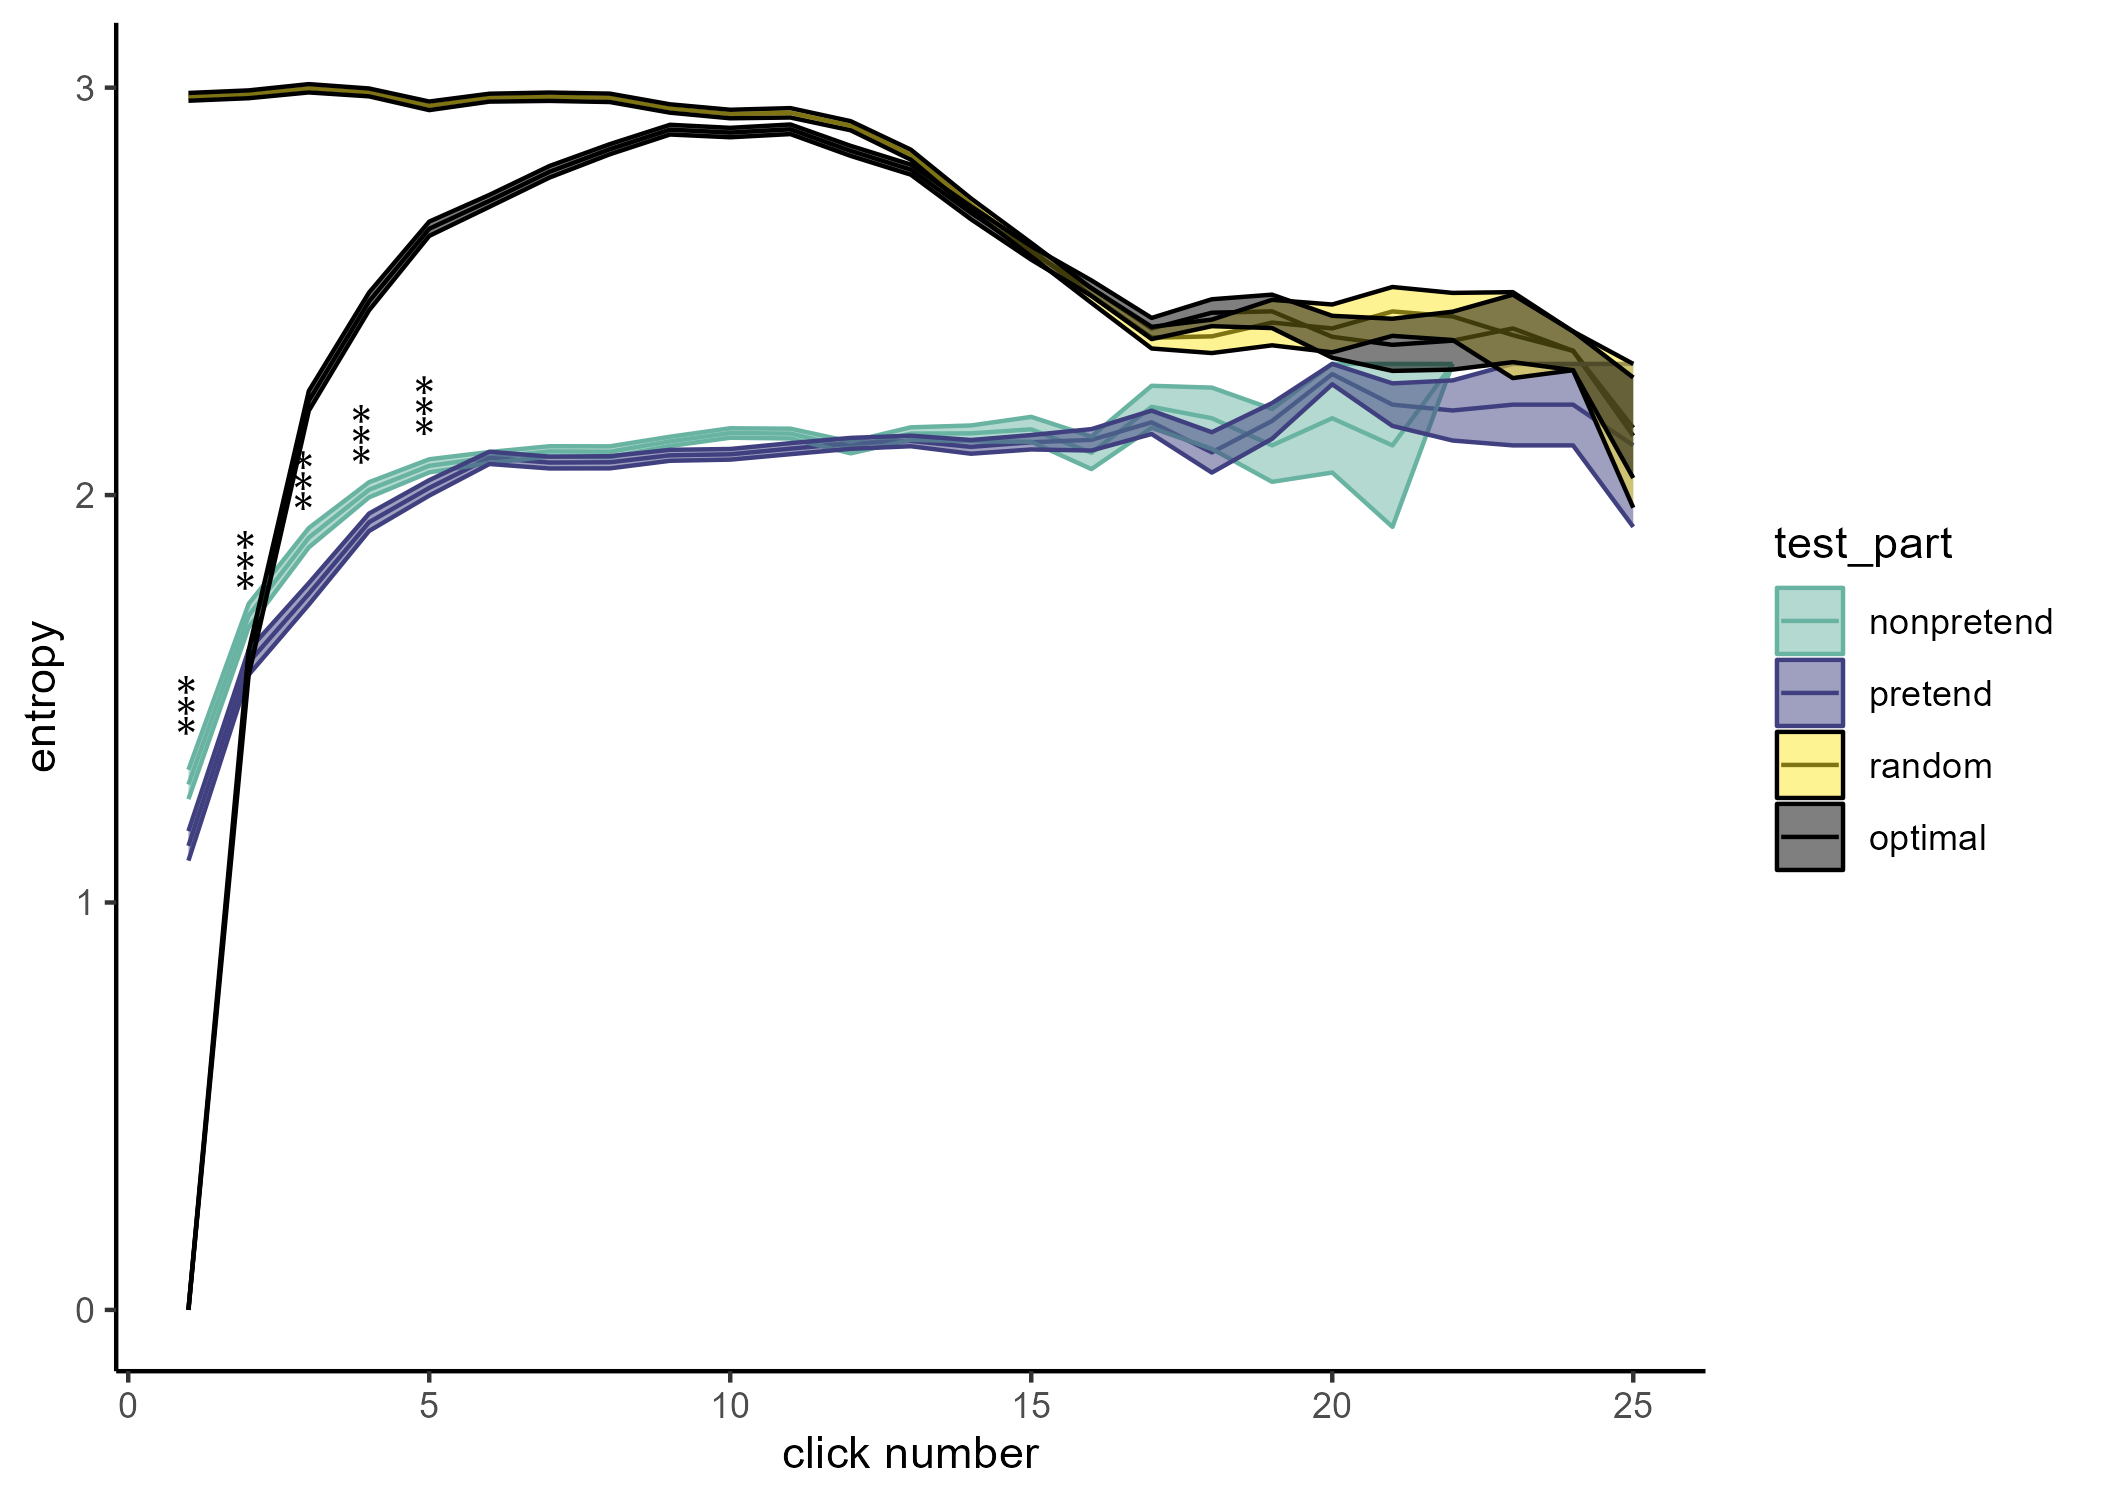 3
2
1
0
entropy
***
***
***
***
***
0 5 10 15 20 25
click number
test_part
nonpretend
pretend
random
optimal